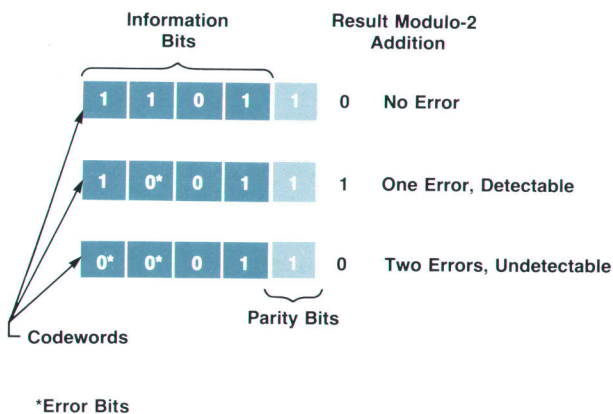 Information Bits
Result Modulo-2 Addition
1 1 0 1 1 0 No Error
1 0* 0 1 1 1 One Error, Detectable
0* 0* 0 1 1 0 Two Errors, Undetectable
Parity Bits
Codewords
*Error Bits